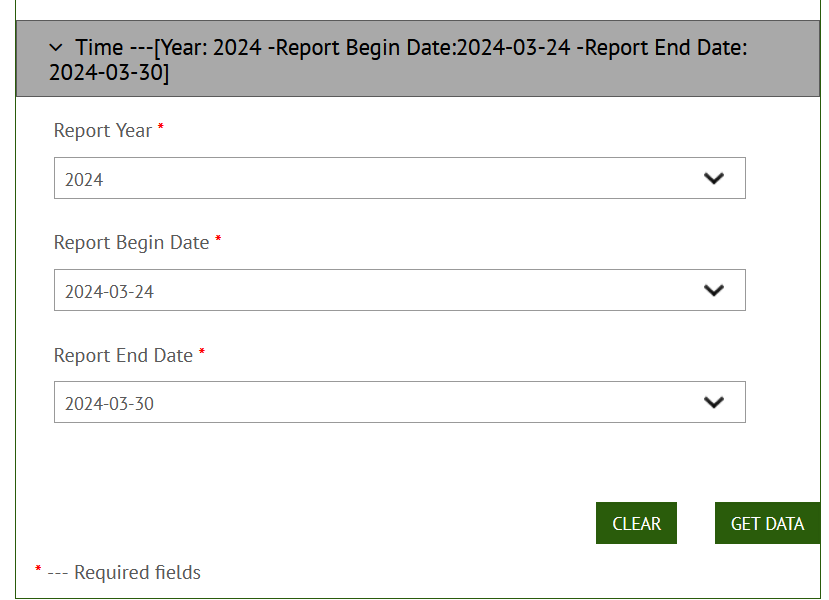 Time ---[Year: 2024 -Report Begin Date:2024-03-24 -Report End Date:
2024-03-30]
Report Year *
2024
Report Begin Date *
2024-03-24
Report End Date *
2024-03-30
CLEAR
GET DATA
* --- Required fields